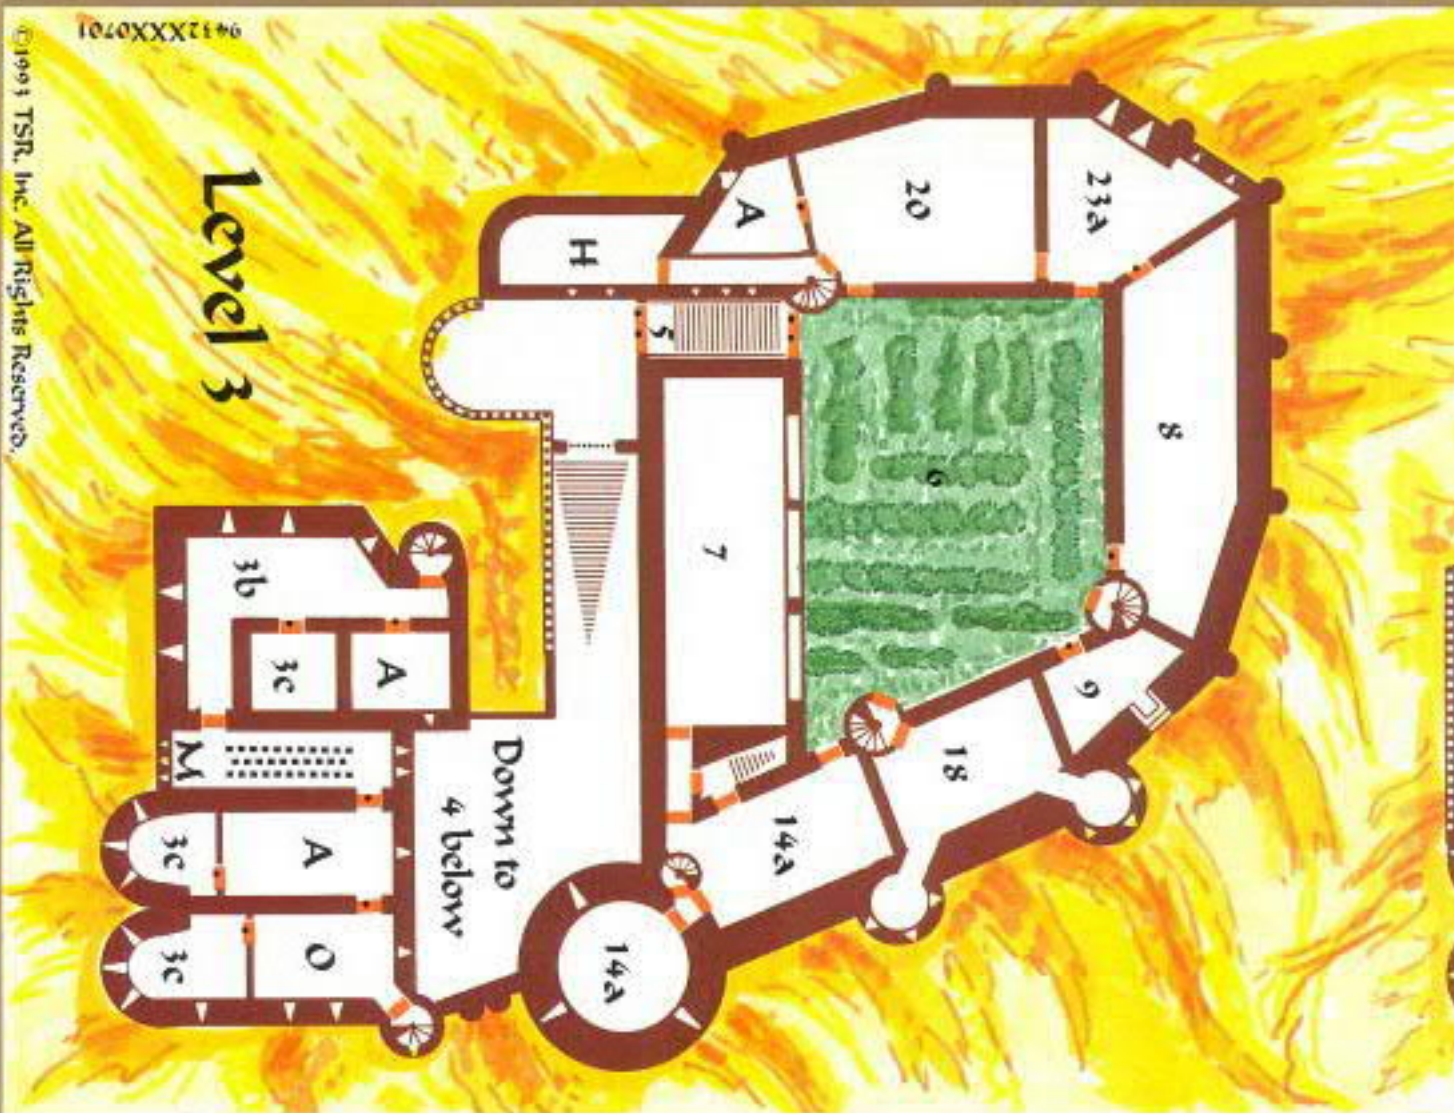 9432XXX0701
©1993 TSR, Inc. All Rights Reserved.
Level 3
H
A
20
23a
5
8
6
7
3b
3c
A
9
18
M
Down to
4 below
14a
3c
A
14a
3c
O